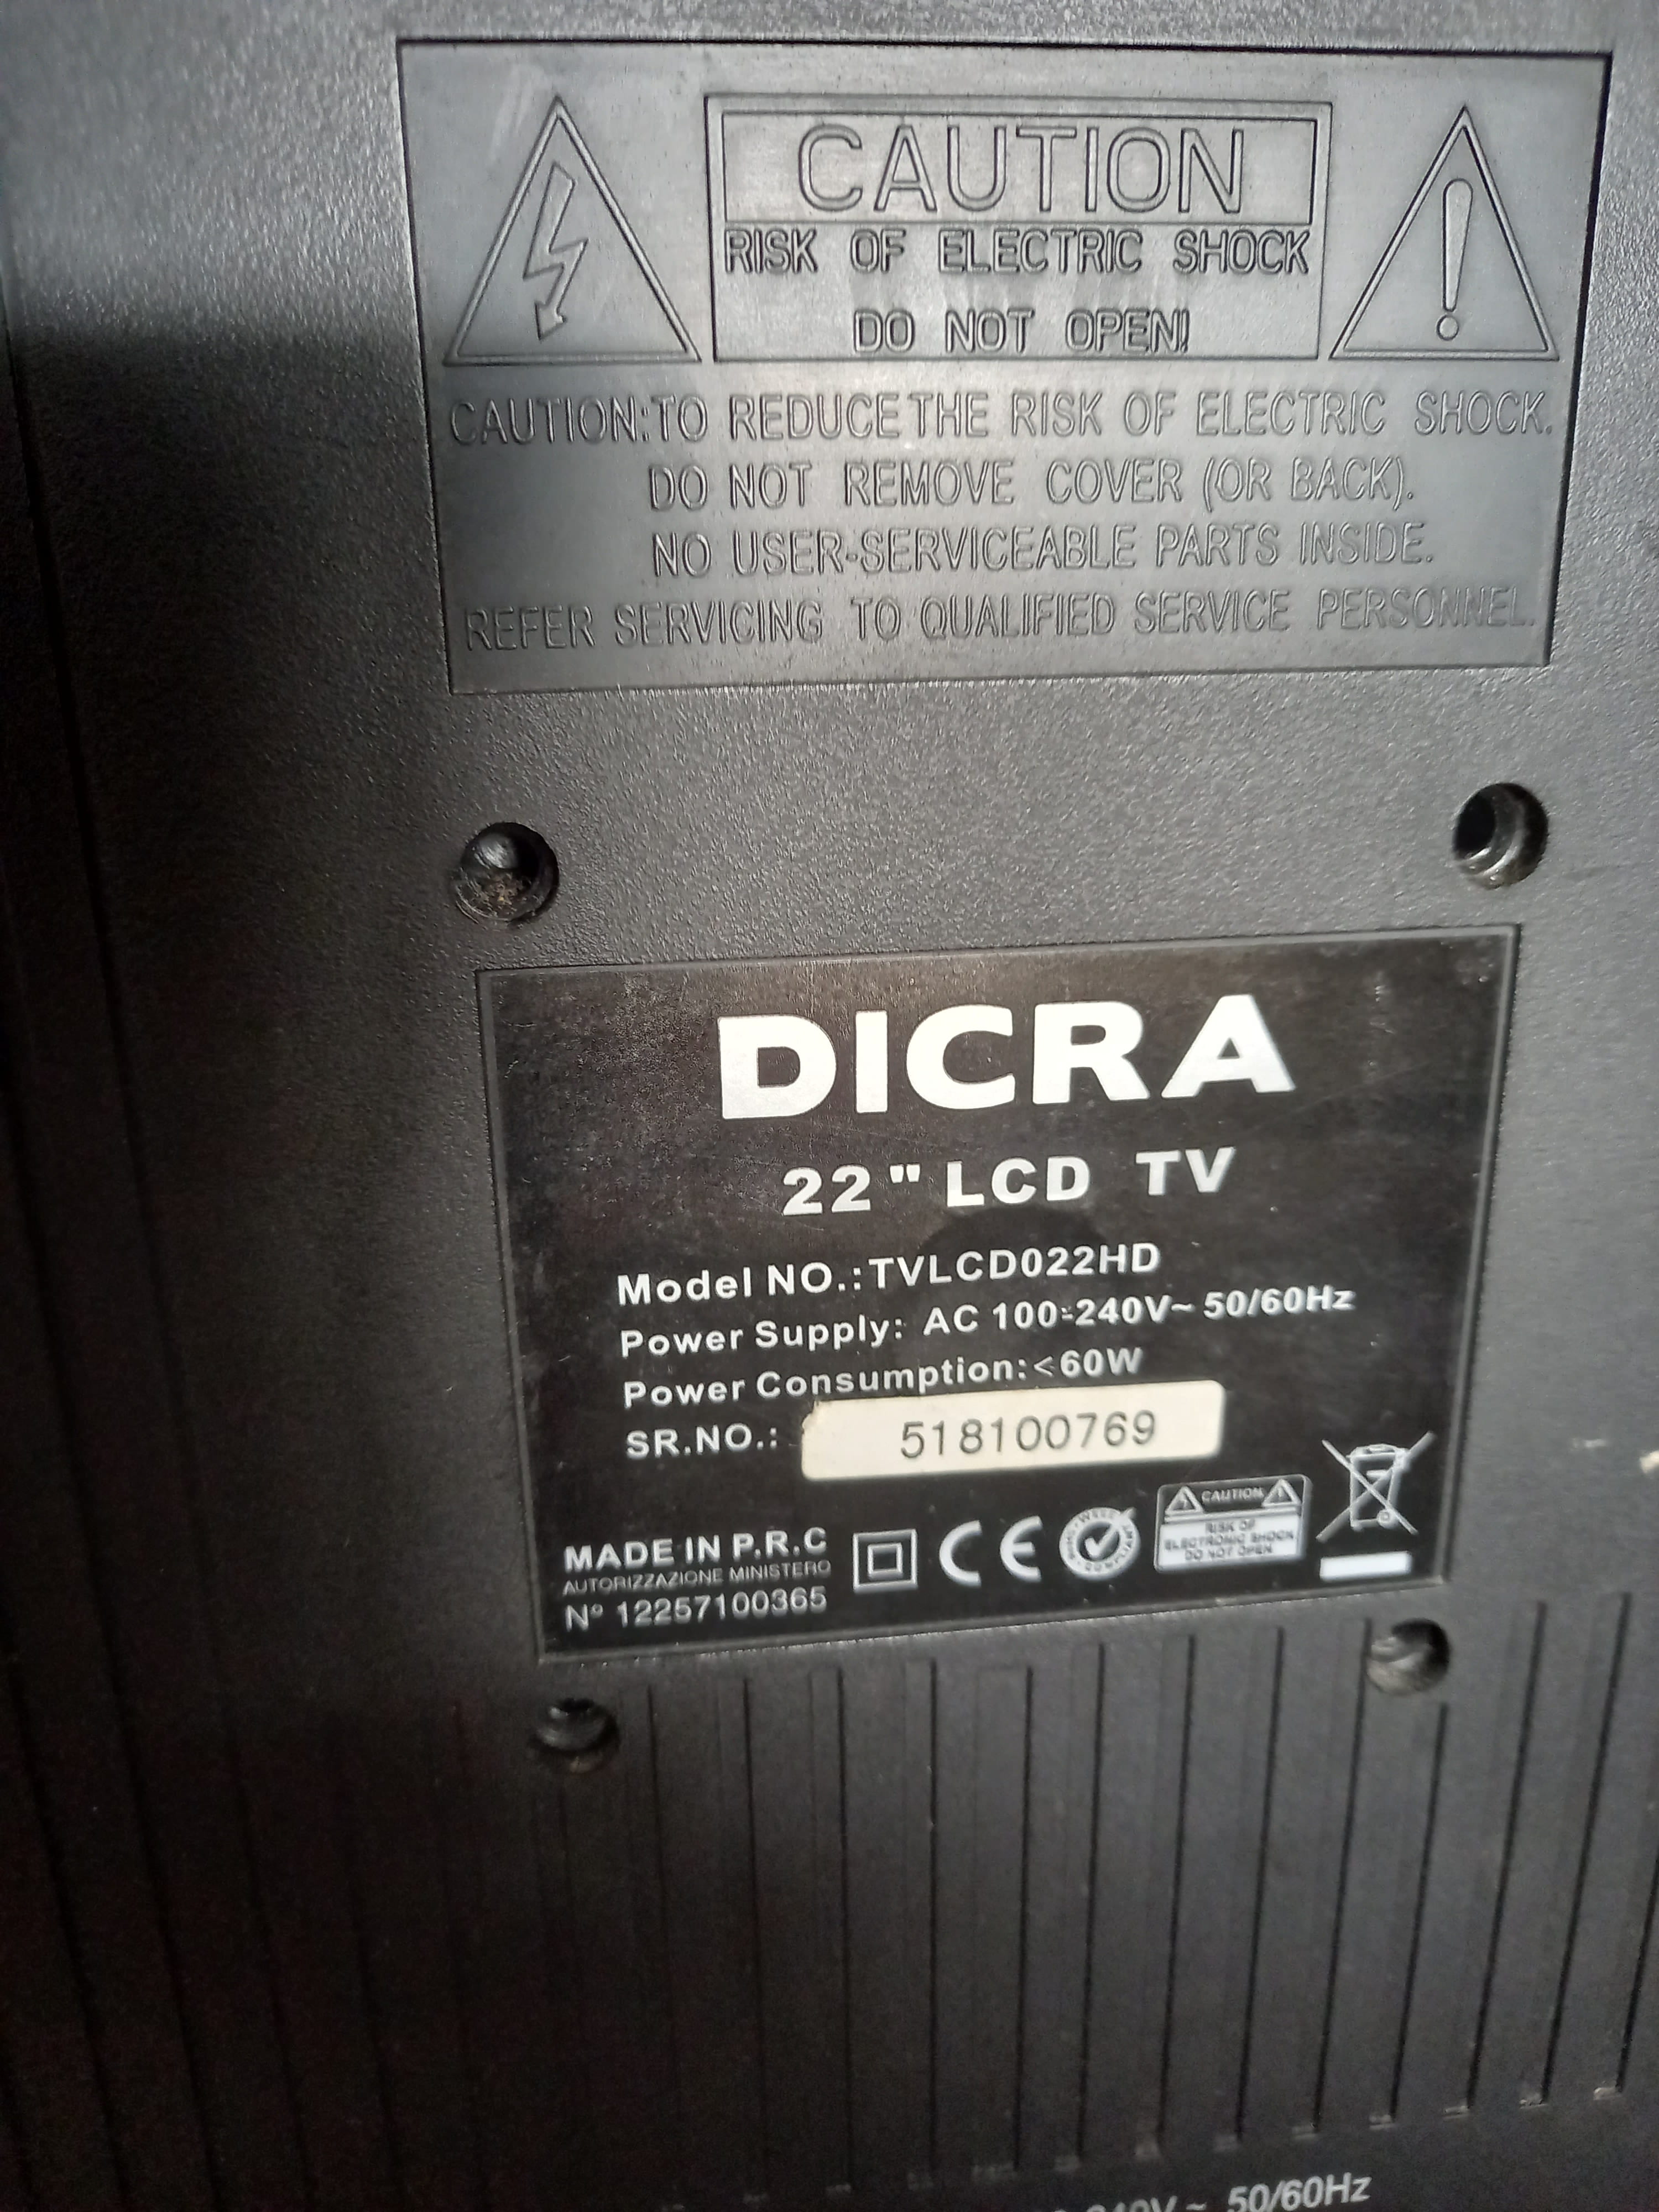 CAUTION
RISK OF ELECTRIC SHOCK
DO NOT OPEN!
CAUTION:TO REDUCE THE RISK OF ELECTRIC SHOCK.
DO NOT REMOVE COVER (OR BACK).
NO USER-SERVICEABLE PARTS INSIDE.
REFER SERVICING TO QUALIFIED SERVICE PERSONNEL.
DICRA
22" LCD TV
Model NO.:TVLCD022HD
Power Supply: AC 100-240V~ 50/60Hz
Power Consumption:<60W
SR.NO.: 518100769
MADE IN P.R.C
AUTORIZZAZIONE MINISTERO
Nº 12257100365
CE
CAUTION
RISK OF
ELECTRONIC SHOCK
DO NOT OPEN
240V~ 50/60Hz